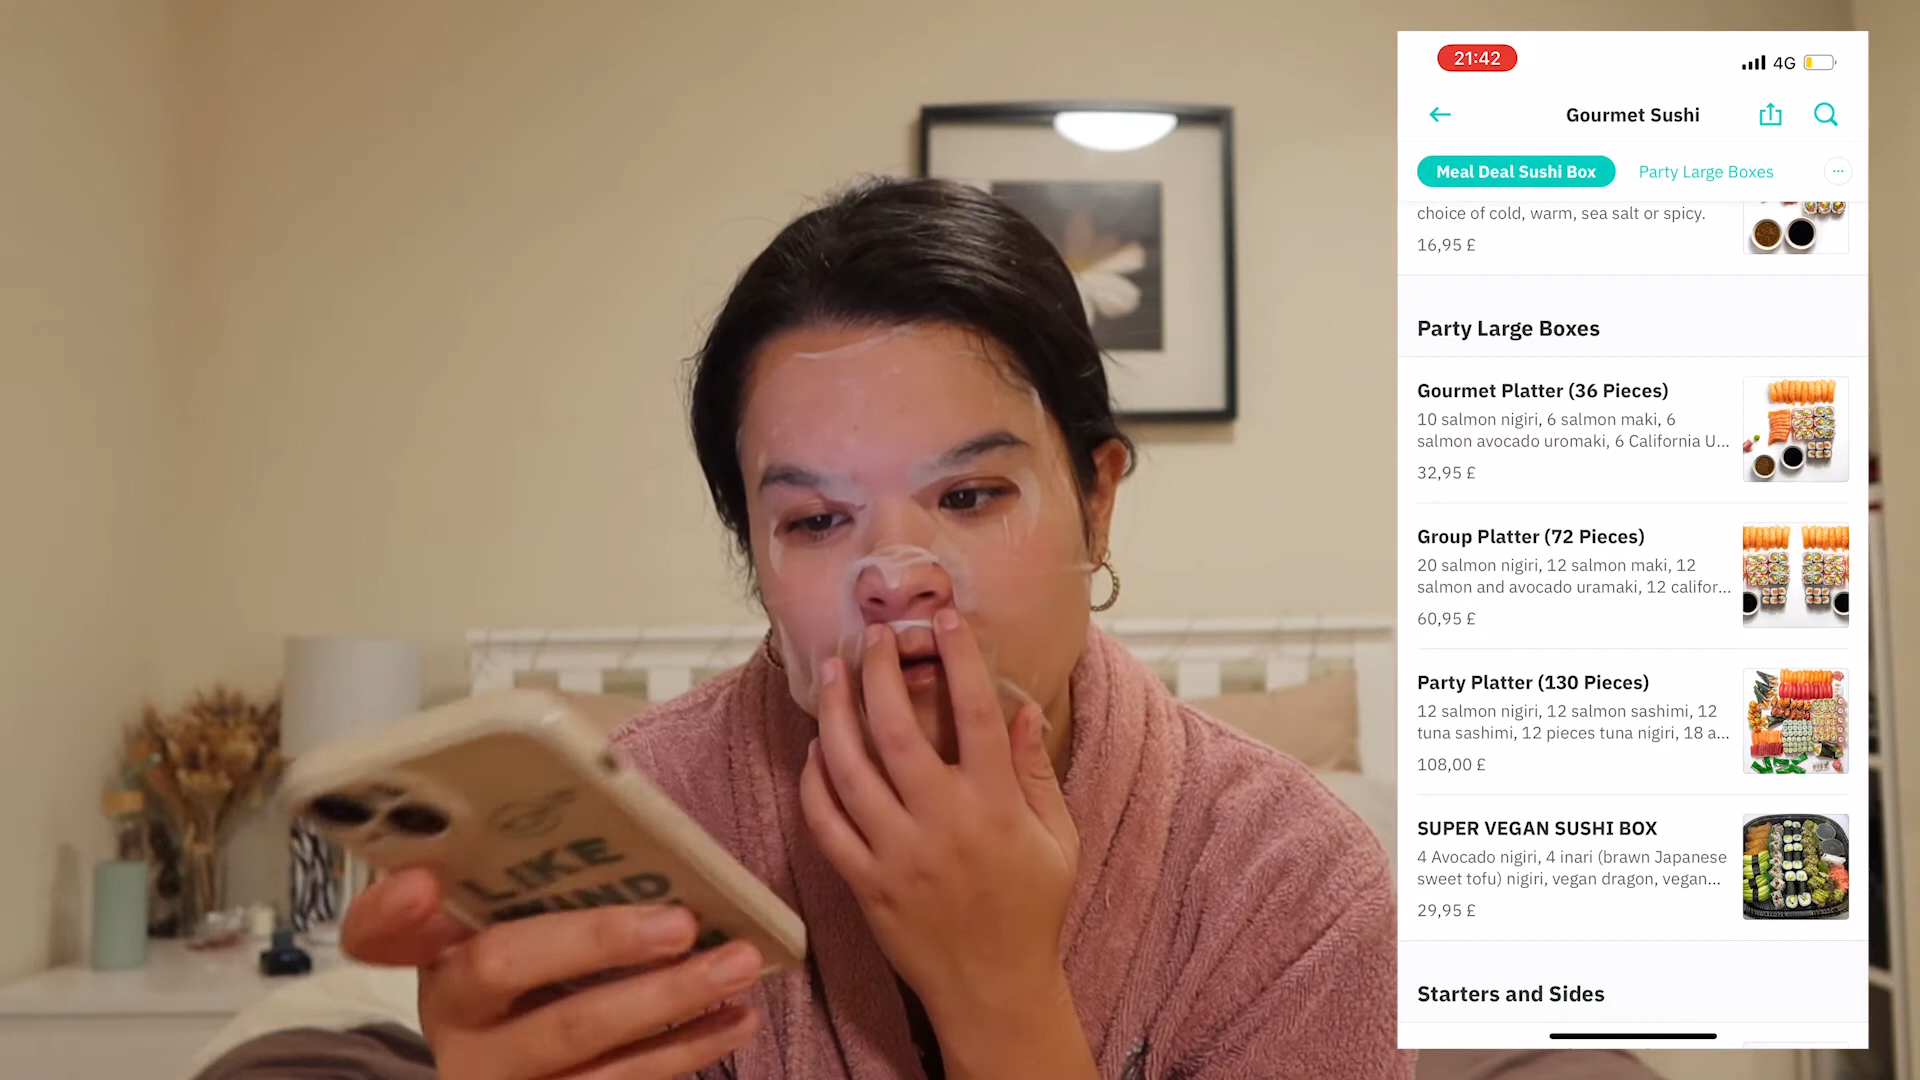 21:42
4G
Gourmet Sushi
Meal Deal Sushi Box
Party Large Boxes
choice of cold, warm, sea salt or spicy.
16,95 £
Party Large Boxes
Gourmet Platter (36 Pieces)
10 salmon nigiri, 6 salmon maki, 6
salmon avocado uromaki, 6 California U...
32,95 £
Group Platter (72 Pieces)
20 salmon nigiri, 12 salmon maki, 12
salmon and avocado uramaki, 12 califor...
60,95 £
Party Platter (130 Pieces)
12 salmon nigiri, 12 salmon sashimi, 12
tuna sashimi, 12 pieces tuna nigiri, 18 a...
108,00 £
SUPER VEGAN SUSHI BOX
4 Avocado nigiri, 4 inari (brawn Japanese
sweet tofu) nigiri, vegan dragon, vegan...
29,95 £
Starters and Sides
LIKE